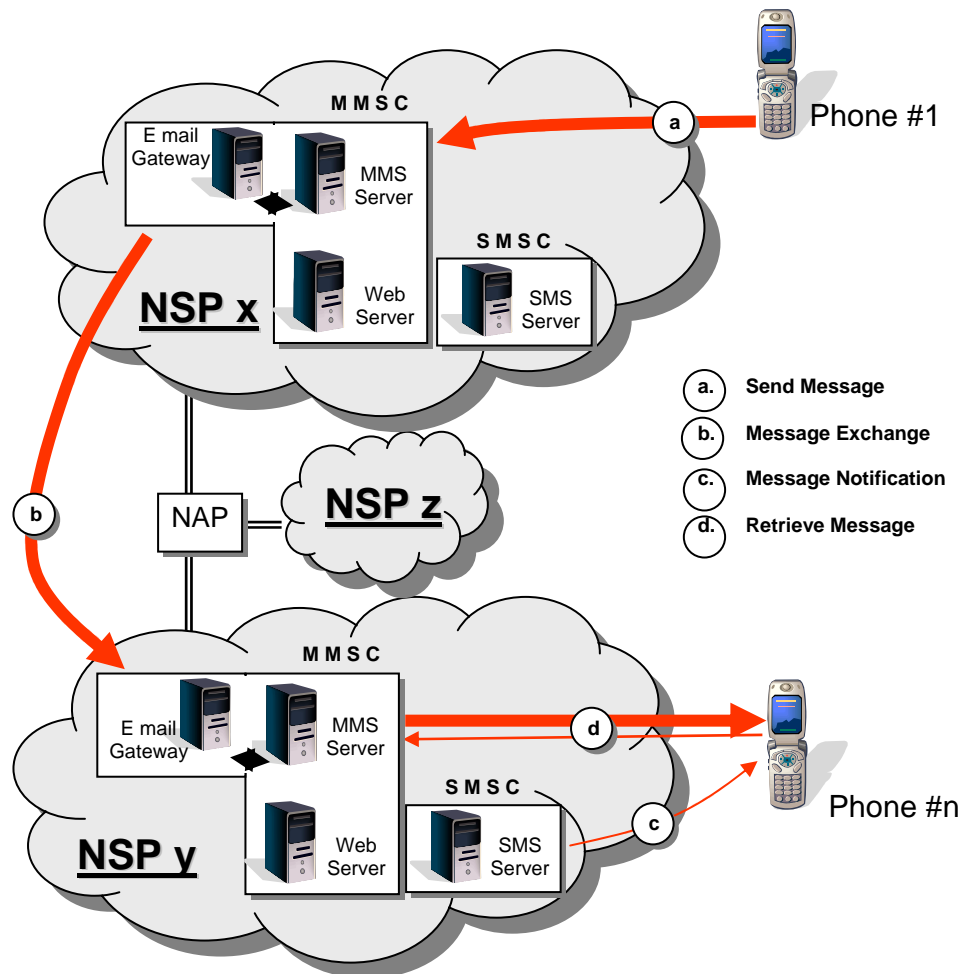 M M S C
E mail
Gateway
MMS
Server
a
Phone #1
S M S C
Web
Server
SMS
Server
NSP x
a. Send Message
b. Message Exchange
c. Message Notification
d. Retrieve Message
b
NAP
NSP z
M M S C
E mail
Gateway
MMS
Server
d
S M S C
c
Phone #n
Web
Server
SMS
Server
NSP y